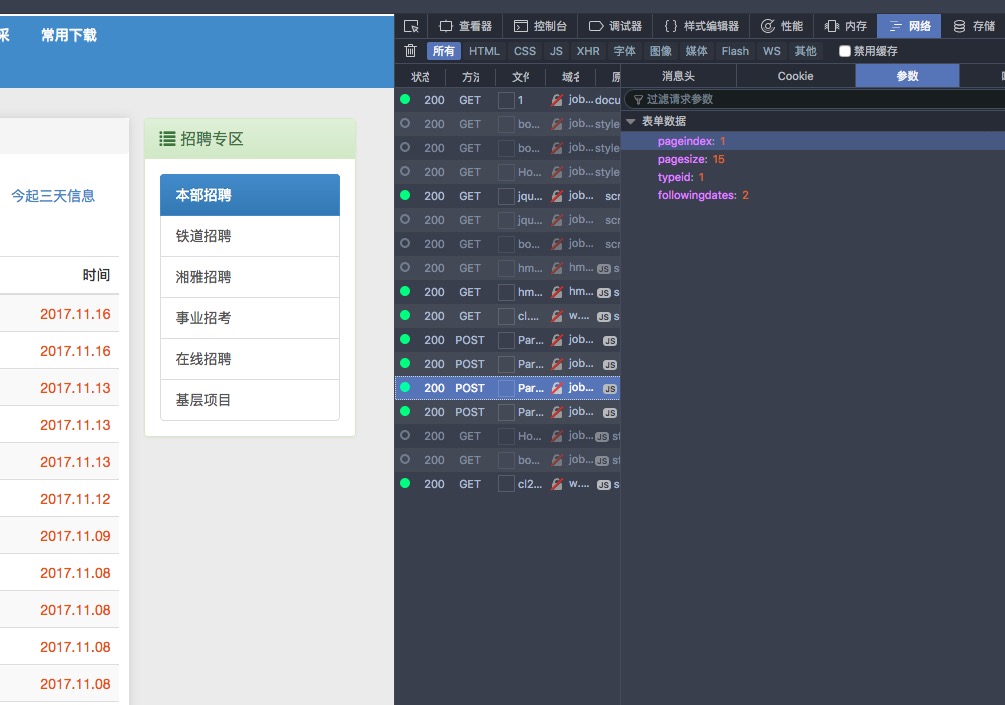 采 常用下载
招聘专区
今起三天信息
本部招聘
铁道招聘
湘雅招聘
事业招考
在线招聘
基层项目
时间
2017.11.16
2017.11.16
2017.11.13
2017.11.13
2017.11.13
2017.11.12
2017.11.09
2017.11.08
2017.11.08
2017.11.08
2017.11.08
查看器 控制台 调试器 { } 样式编辑器 性能 内存 网络 存储
所有 HTML CSS JS XHR 字体 图像 媒体 Flash WS 其他 禁用缓存
消息头 Cookie 参数
200 GET 1 job... docu
200 GET bo... job... style
200 GET bo... job... style
200 GET Ho... job... style
200 GET jqu... job... scr
200 GET jqu... job... scr
200 GET bo... job... scr
200 GET hm... hm... JS s
200 GET hm... hm... JS s
200 GET cl.... w.... JS s
200 POST Par... job... JS
200 POST Par... job... JS
200 POST Par... job... JS
200 POST Par... job... JS
200 GET Ho... job... JS st
200 GET bo... job... JS st
200 GET cl2... w.... JS s
过滤请求参数
表单数据
pageindex: 1
pagesize: 15
typeid: 1
followingdates: 2